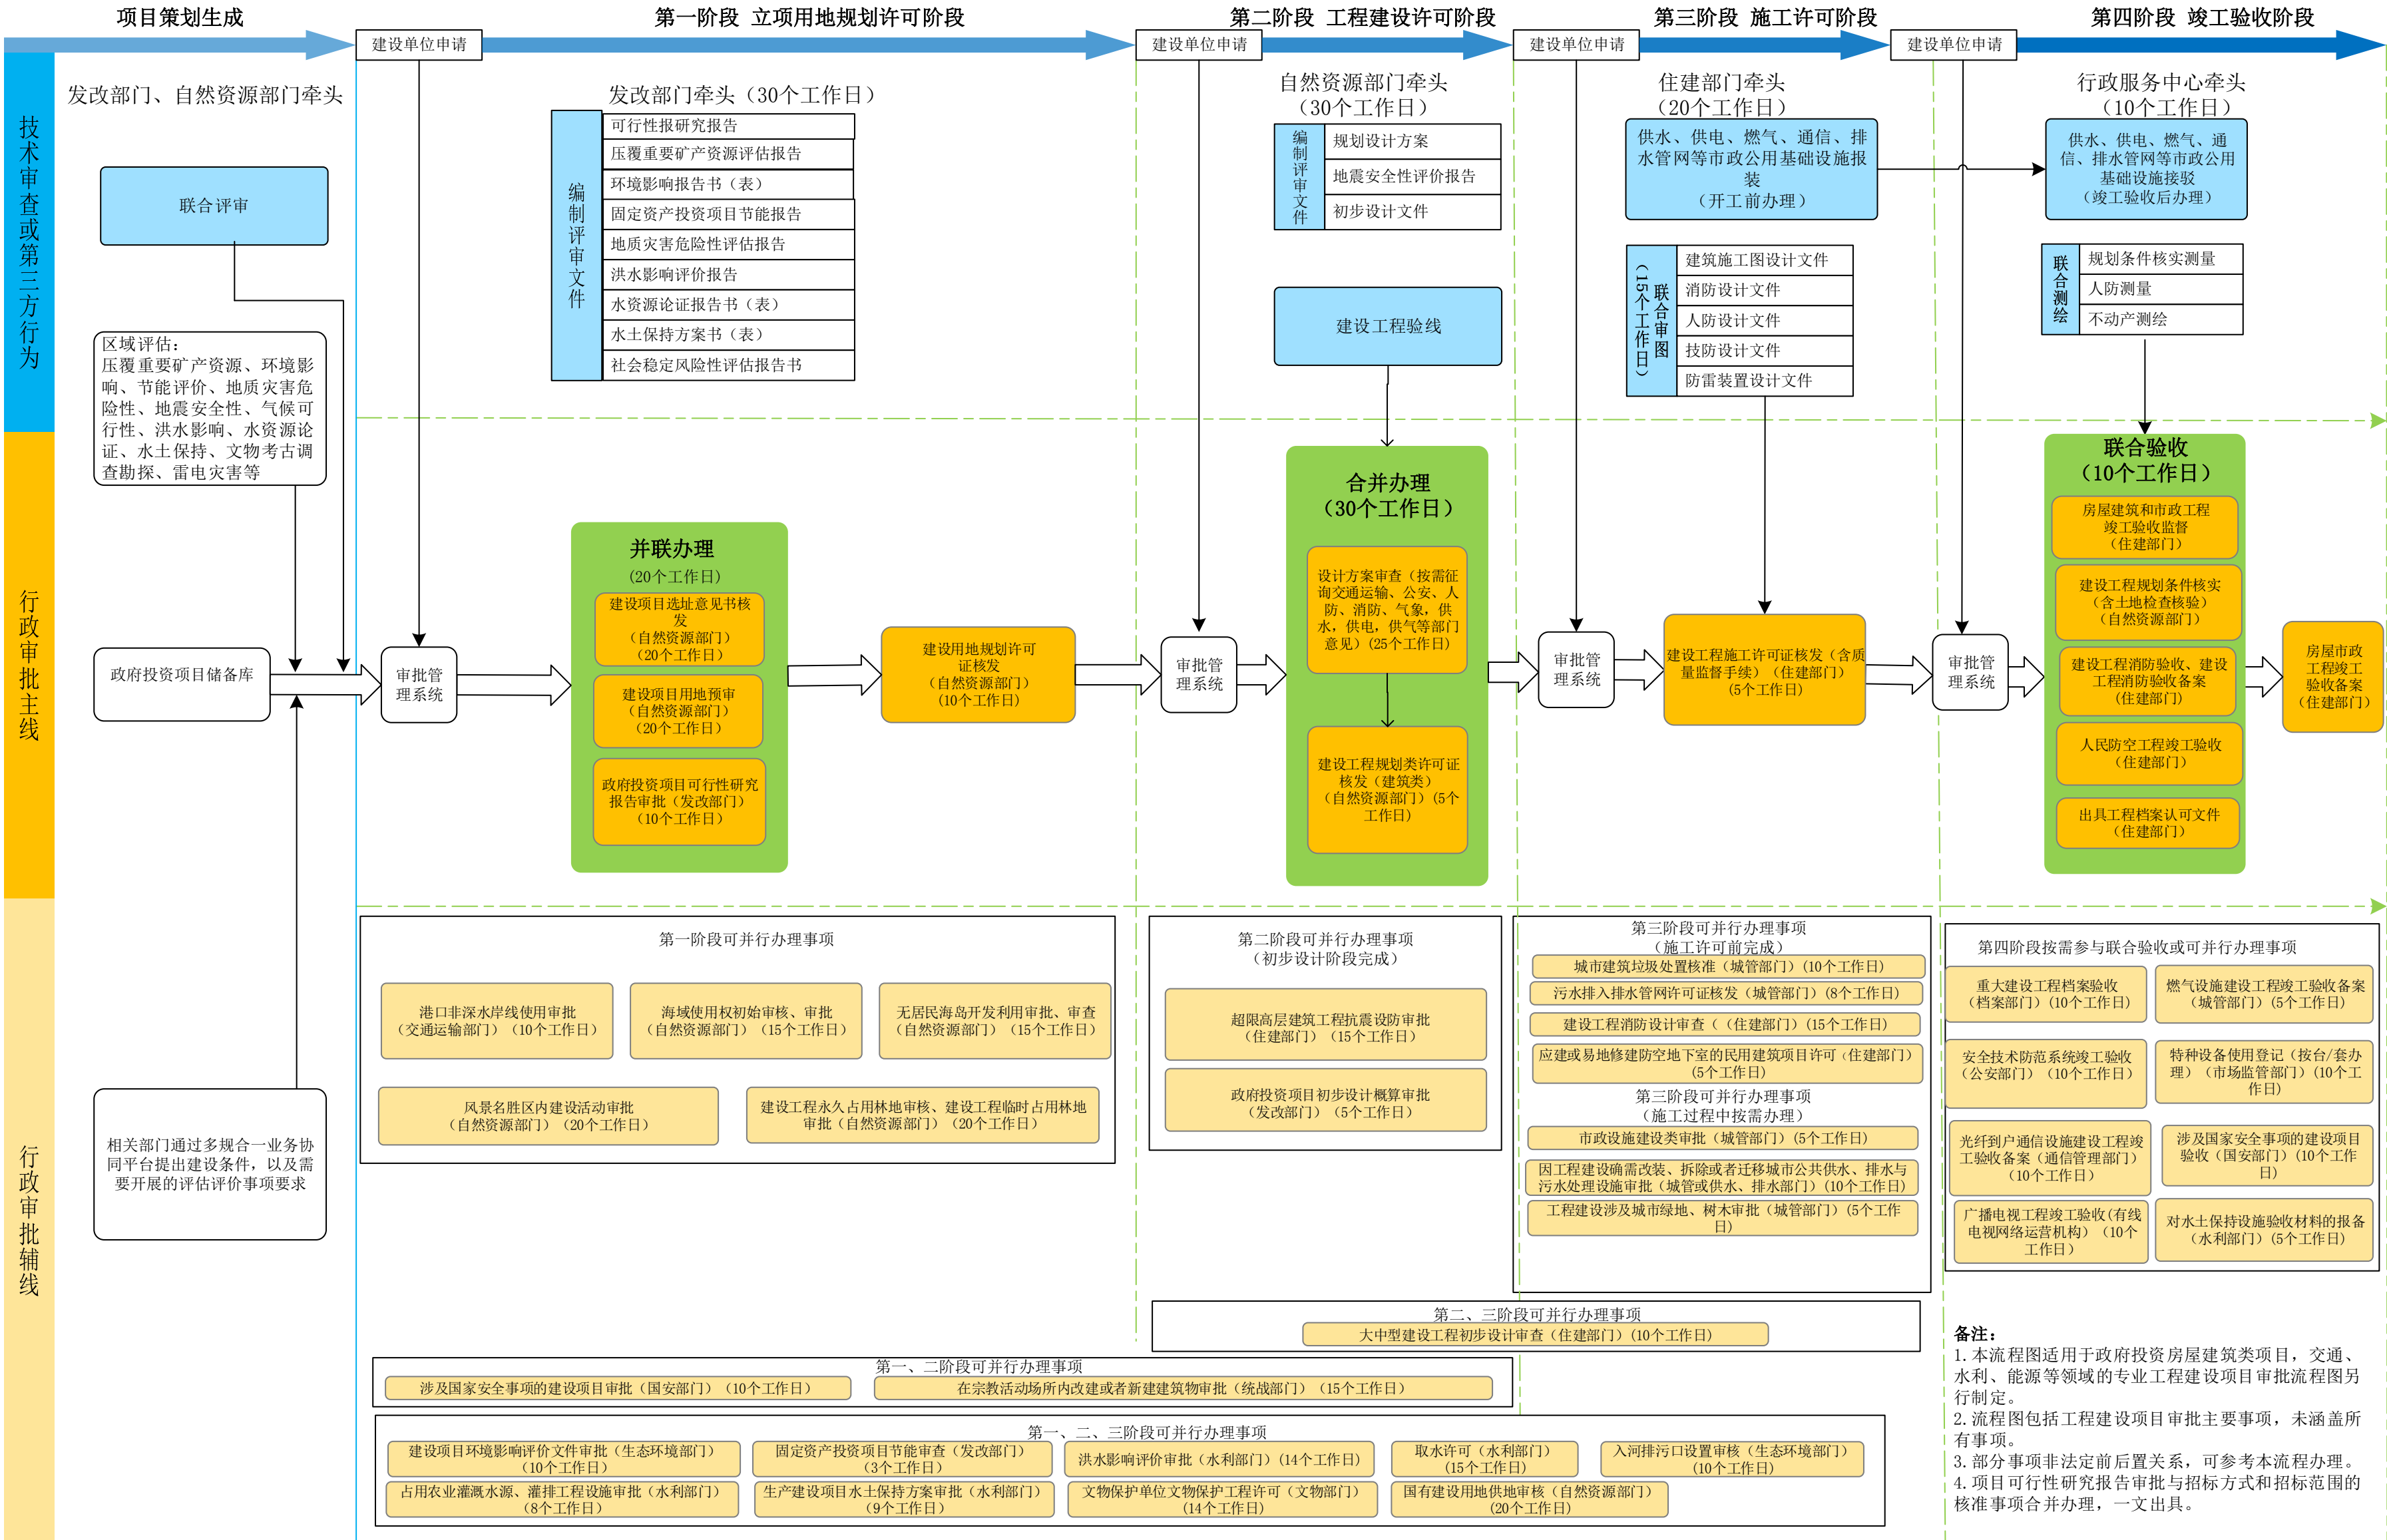 项目策划生成
第一阶段 立项用地规划许可阶段
第二阶段 工程建设许可阶段
第三阶段 施工许可阶段
第四阶段 竣工验收阶段
建设单位申请
建设单位申请
建设单位申请
建设单位申请
技术审查或第三方行为
发改部门、自然资源部门牵头
联合评审
区域评估：
压覆重要矿产资源、环境影
响、节能评价、地质灾害危
险性、地震安全性、气候可
行性、洪水影响、水资源论
证、水土保持、文物考古调
查勘探、雷电灾害等
发改部门牵头（30个工作日）
编制评审文件
可行性报研究报告
压覆重要矿产资源评估报告
环境影响报告书（表）
固定资产投资项目节能报告
地质灾害危险性评估报告
洪水影响评价报告
水资源论证报告书（表）
水土保持方案书（表）
社会稳定风险性评估报告书
自然资源部门牵头
（30个工作日）
编制评审文件
规划设计方案
地震安全性评价报告
初步设计文件
建设工程验线
住建部门牵头
（20个工作日）
供水、供电、燃气、通信、排
水管网等市政公用基础设施报
装
（开工前办理）
联合审图
（15个工作日）
建筑施工图设计文件
消防设计文件
人防设计文件
技防设计文件
防雷装置设计文件
行政服务中心牵头
（10个工作日）
供水、供电、燃气、通
信、排水管网等市政公用
基础设施接驳
（竣工验收后办理）
联合测绘
规划条件核实测量
人防测量
不动产测绘
行政审批主线
政府投资项目储备库
审批管
理系统
并联办理
(20个工作日)
建设项目选址意见书核
发
（自然资源部门）
（20个工作日）
建设项目用地预审
（自然资源部门）
（20个工作日）
政府投资项目可行性研究
报告审批（发改部门）
（10个工作日）
建设用地规划许可
证核发
（自然资源部门）
(10个工作日)
审批管
理系统
合并办理
（30个工作日）
设计方案审查（按需征
询交通运输、公安、人
防、消防、气象，供
水，供电，供气等部门
意见）(25个工作日)
建设工程规划类许可证
核发（建筑类）
（自然资源部门）(5个
工作日)
审批管
理系统
建设工程施工许可证核发（含质
量监督手续）（住建部门）
(5个工作日)
审批管
理系统
联合验收
（10个工作日）
房屋建筑和市政工程
竣工验收监督
（住建部门）
建设工程规划条件核实
（含土地检查核验）
（自然资源部门）
建设工程消防验收、建设
工程消防验收备案
（住建部门）
人民防空工程竣工验收
（住建部门）
出具工程档案认可文件
（住建部门）
房屋市政
工程竣工
验收备案
（住建部门）
行政审批辅线
相关部门通过多规合一业务协
同平台提出建设条件，以及需
要开展的评估评价事项要求
第一阶段可并行办理事项
港口非深水岸线使用审批
（交通运输部门）（10个工作日）
海域使用权初始审核、审批
（自然资源部门）（15个工作日）
无居民海岛开发利用审批、审查
（自然资源部门）（15个工作日）
风景名胜区内建设活动审批
（自然资源部门）（20个工作日）
建设工程永久占用林地审核、建设工程临时占用林地
审批（自然资源部门）（20个工作日）
第二阶段可并行办理事项
（初步设计阶段完成）
超限高层建筑工程抗震设防审批
（住建部门）（15个工作日）
政府投资项目初步设计概算审批
（发改部门）（5个工作日）
第三阶段可并行办理事项
（施工许可前完成）
城市建筑垃圾处置核准（城管部门）(10个工作日)
污水排入排水管网许可证核发（城管部门）(8个工作日)
建设工程消防设计审查（（住建部门）(15个工作日)
应建或易地修建防空地下室的民用建筑项目许可（住建部门）
(5个工作日)
第三阶段可并行办理事项
（施工过程中按需办理）
市政设施建设类审批（城管部门）(5个工作日)
因工程建设确需改装、拆除或者迁移城市公共供水、排水与
污水处理设施审批（城管或供水、排水部门）(10个工作日)
工程建设涉及城市绿地、树木审批（城管部门）(5个工作
日)
第四阶段按需参与联合验收或可并行办理事项
重大建设工程档案验收
（档案部门）(10个工作日)
燃气设施建设工程竣工验收备案
（城管部门）(5个工作日)
安全技术防范系统竣工验收
（公安部门）（10个工作日）
特种设备使用登记（按台/套办
理）（市场监管部门）(10个工
作日)
光纤到户通信设施建设工程竣
工验收备案（通信管理部门）
（10个工作日）
涉及国家安全事项的建设项目
验收（国安部门）(10个工作
日)
广播电视工程竣工验收(有线
电视网络运营机构）（10个
工作日）
对水土保持设施验收材料的报备
（水利部门）(5个工作日)
第二、三阶段可并行办理事项
大中型建设工程初步设计审查（住建部门）(10个工作日)
第一、二阶段可并行办理事项
涉及国家安全事项的建设项目审批（国安部门）（10个工作日）
在宗教活动场所内改建或者新建建筑物审批（统战部门）（15个工作日）
第一、二、三阶段可并行办理事项
建设项目环境影响评价文件审批（生态环境部门）
（10个工作日）
固定资产投资项目节能审查（发改部门）
（3个工作日）
洪水影响评价审批（水利部门）(14个工作日)
取水许可（水利部门）
(15个工作日)
入河排污口设置审核（生态环境部门）
(10个工作日)
占用农业灌溉水源、灌排工程设施审批（水利部门）
（8个工作日）
生产建设项目水土保持方案审批（水利部门）
（9个工作日）
文物保护单位文物保护工程许可（文物部门）
(14个工作日)
国有建设用地供地审核（自然资源部门）
(20个工作日)
备注：
1.本流程图适用于政府投资房屋建筑类项目，交通、
水利、能源等领域的专业工程建设项目审批流程图另
行制定。
2.流程图包括工程建设项目审批主要事项，未涵盖所
有事项。
3.部分事项非法定前后置关系，可参考本流程办理。
4.项目可行性研究报告审批与招标方式和招标范围的
核准事项合并办理，一文出具。